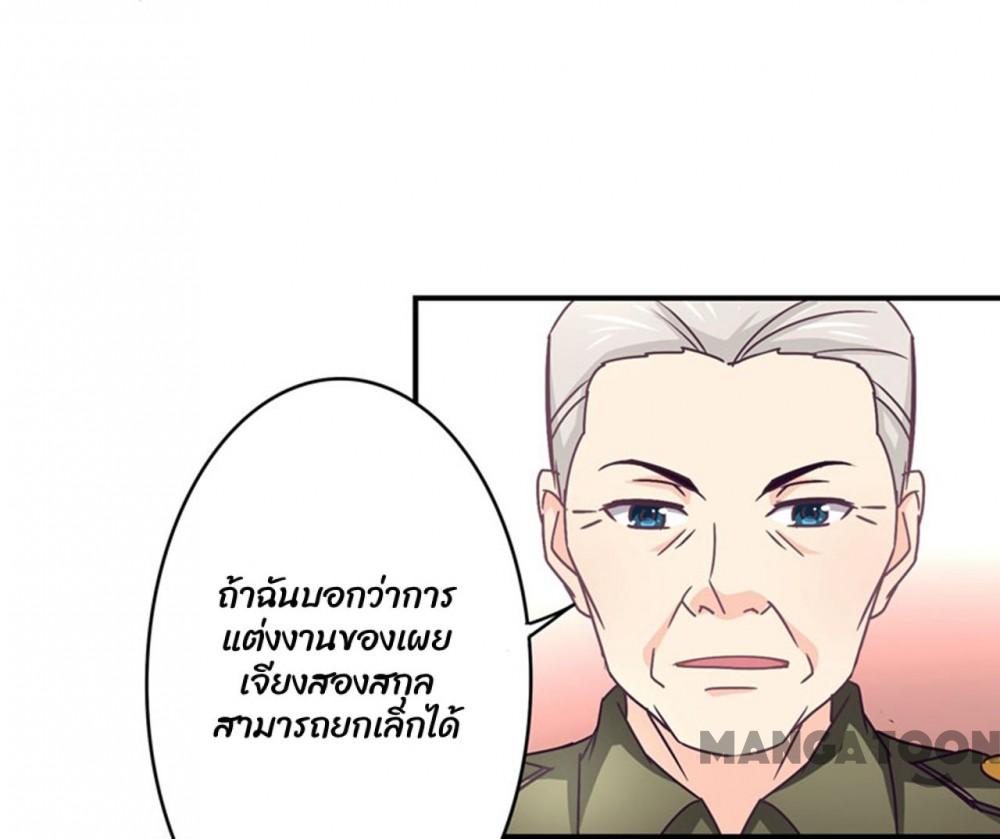 ถ้าฉันบอกว่าการ
แต่งงานของเผย
เจียงสองสกุล
สามารถยกเลิกได้
MANGATOON